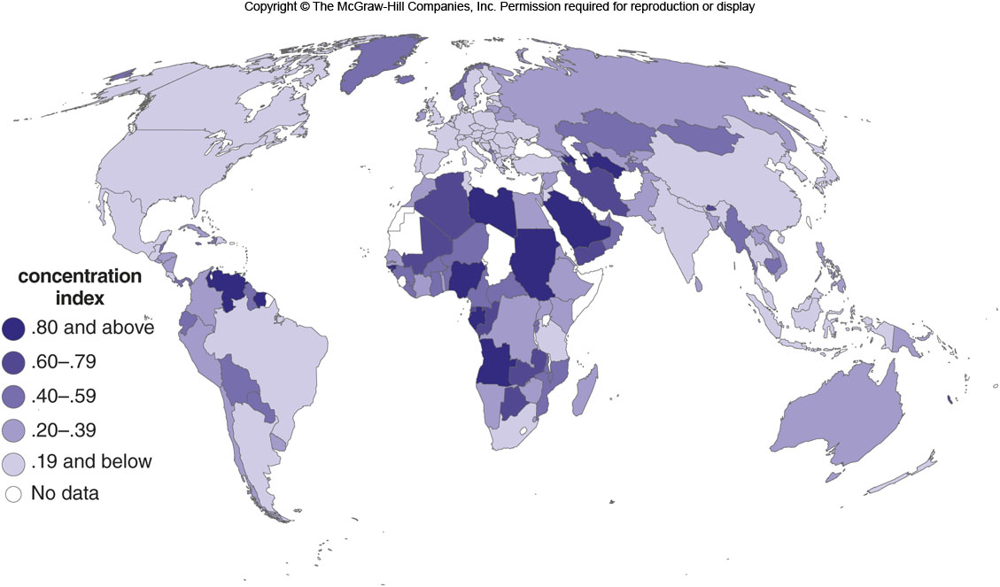 Copyright © The McGraw-Hill Companies, Inc. Permission required for reproduction or display
concentration
index
.80 and above
.60–.79
.40–.59
.20–.39
.19 and below
No data